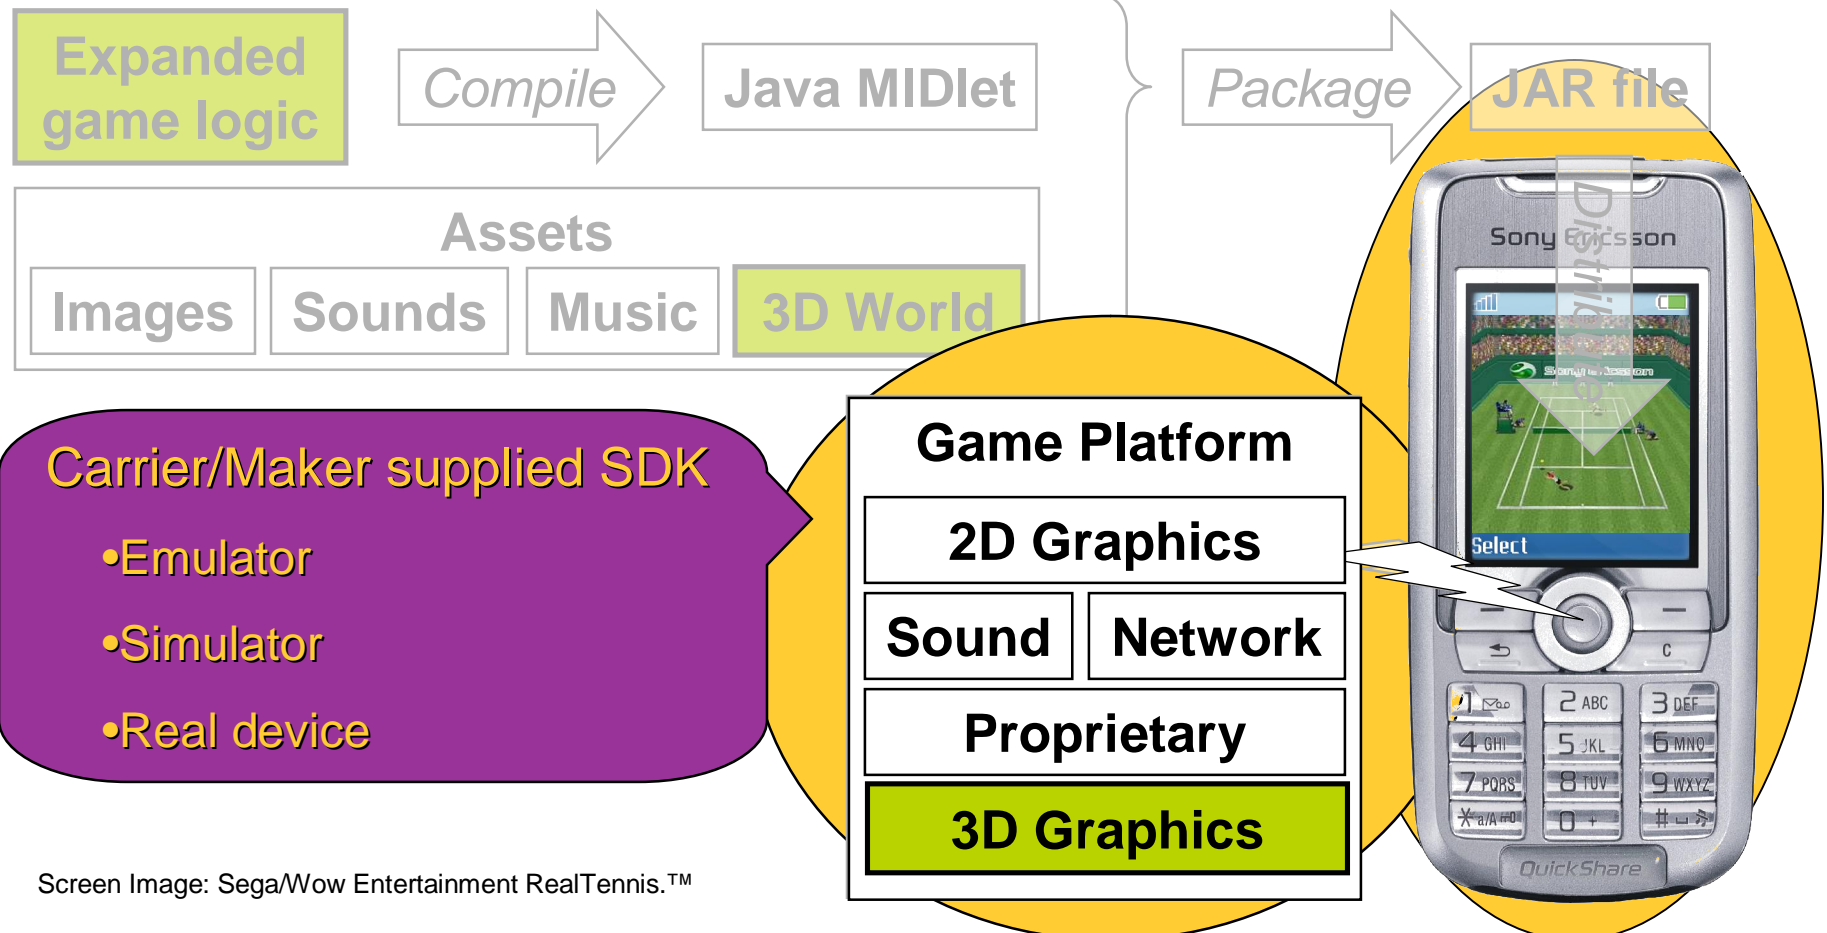 Expanded
game logic
Compile
Java MIDlet
Package
JAR file
Assets
Images
Sounds
Music
3D World
Distribute
Sony Ericsson
Sony Ericsson
Select
Carrier/Maker supplied SDK
•Emulator
•Simulator
•Real device
Game Platform
2D Graphics
Sound
Network
Proprietary
3D Graphics
C
1
2 ABC
3 DEF
4 GHI
5 JKL
6 MNO
7 PQRS
8 TUV
9 WXYZ
* a/A
0 +
#
QuickShare
Screen Image: Sega/Wow Entertainment RealTennis.™